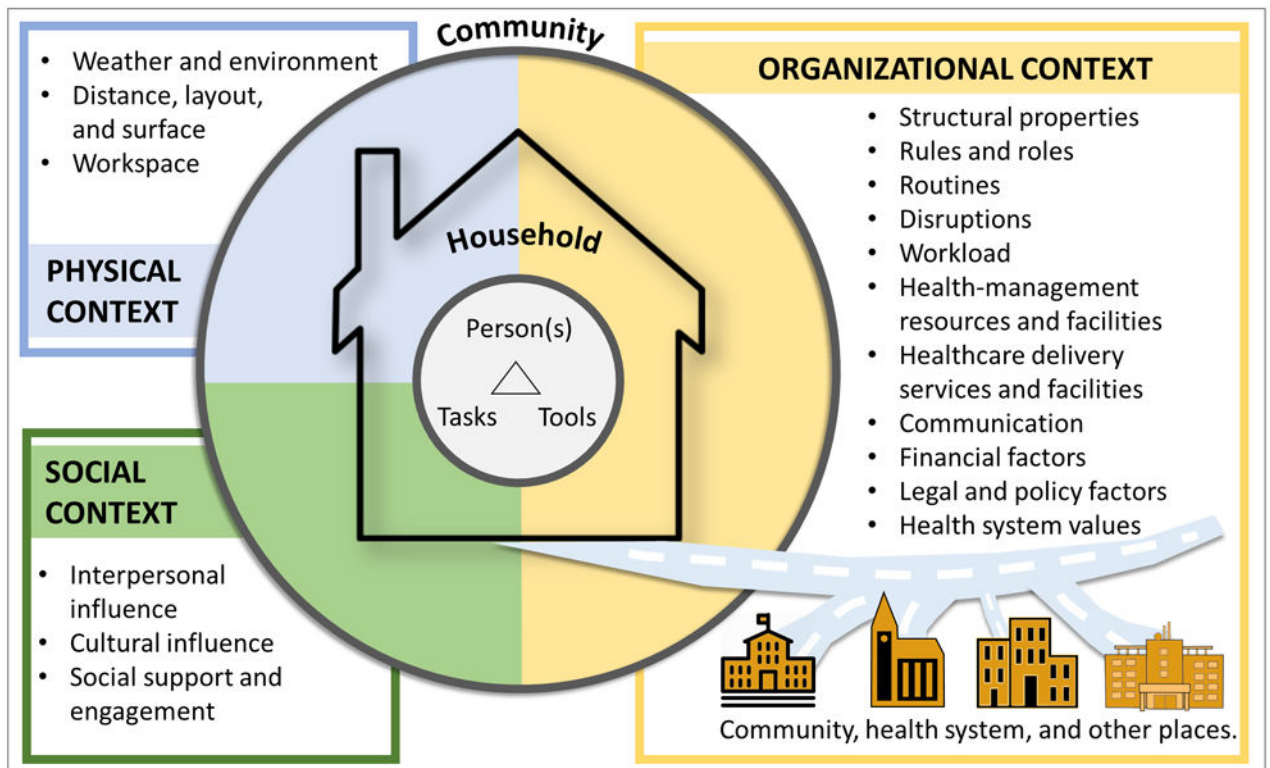 Community
• Weather and environment
• Distance, layout,
and surface
• Workspace
PHYSICAL
CONTEXT
SOCIAL
CONTEXT
• Interpersonal
influence
• Cultural influence
• Social support and
engagement
Household
Person(s)
Tasks Tools
ORGANIZATIONAL CONTEXT
• Structural properties
• Rules and roles
• Routines
• Disruptions
• Workload
• Health-management
resources and facilities
• Healthcare delivery
services and facilities
• Communication
• Financial factors
• Legal and policy factors
• Health system values
Community, health system, and other places.